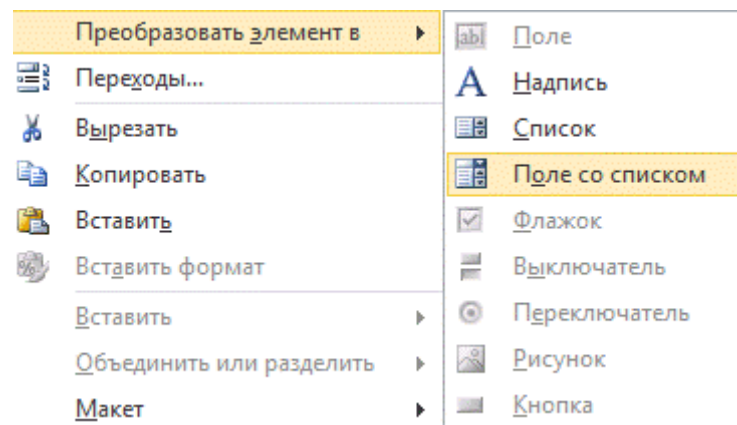 Преобразовать элемент в
Переходы...
Вырезать
Копировать
Вставить
Вставить формат
Вставить
Объединить или разделить
Макет
abl Поле
A Надпись
Список
Поле со списком
Флажок
Выключатель
Переключатель
Рисунок
Кнопка